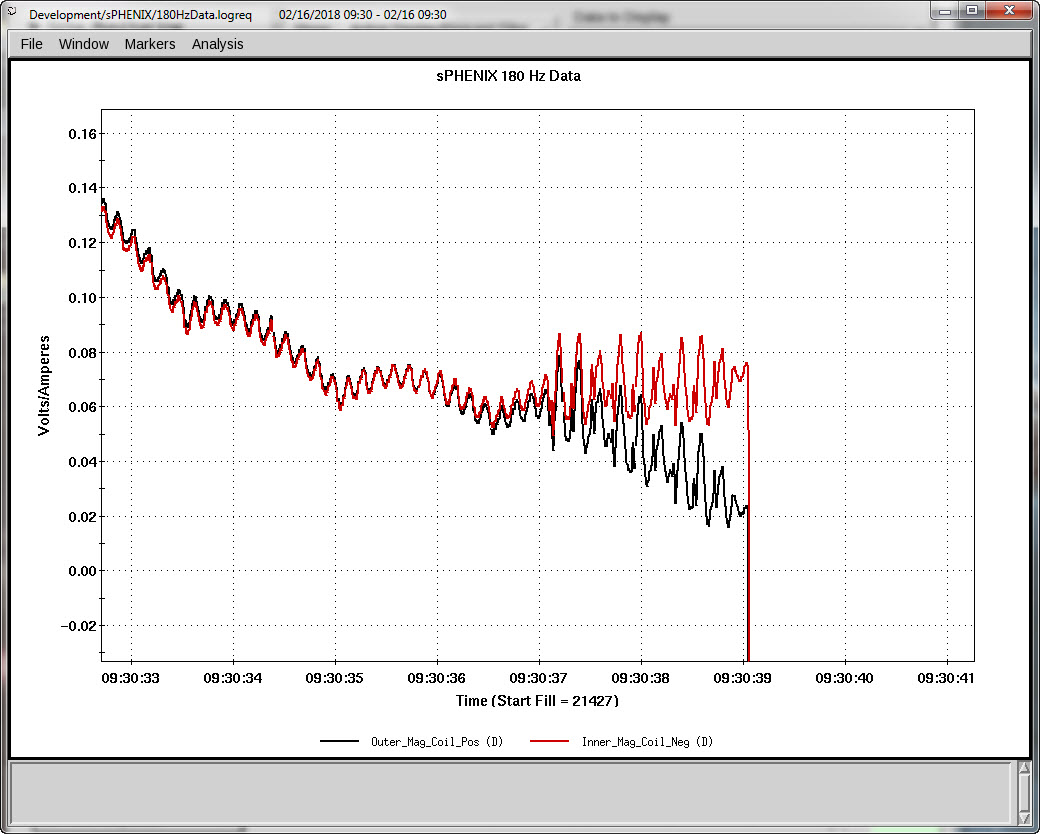 Development/sPHENIX/180HzData.logreq 02/16/2018 09:30 - 02/16 09:30
File Window Markers Analysis
sPHENIX 180 Hz Data
0.16
0.14
0.12
0.10
0.08
0.06
0.04
0.02
0.00
−0.02
Volts/Amperes
09:30:33 09:30:34 09:30:35 09:30:36 09:30:37 09:30:38 09:30:39 09:30:40 09:30:41
Time (Start Fill = 21427)
Outer_Mag_Coil_Pos (D) Inner_Mag_Coil_Neg (D)